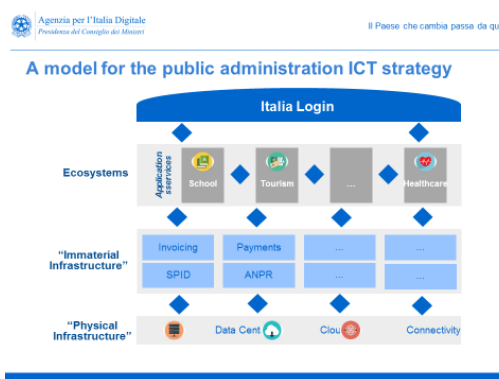 Agenzia per l'Italia Digitale
Presidenza del Consiglio dei Ministri
Il Paese che cambia passa da qu
A model for the public administration ICT strategy
Italia Login
Ecosystems
Application
sservices
School
Tourism
...
Healthcare
"Immaterial
Infrastructure"
Invoicing
Payments
...
...
SPID
ANPR
...
...
"Physical
Infrastructure"
Data Cent
Clou
Connectivity